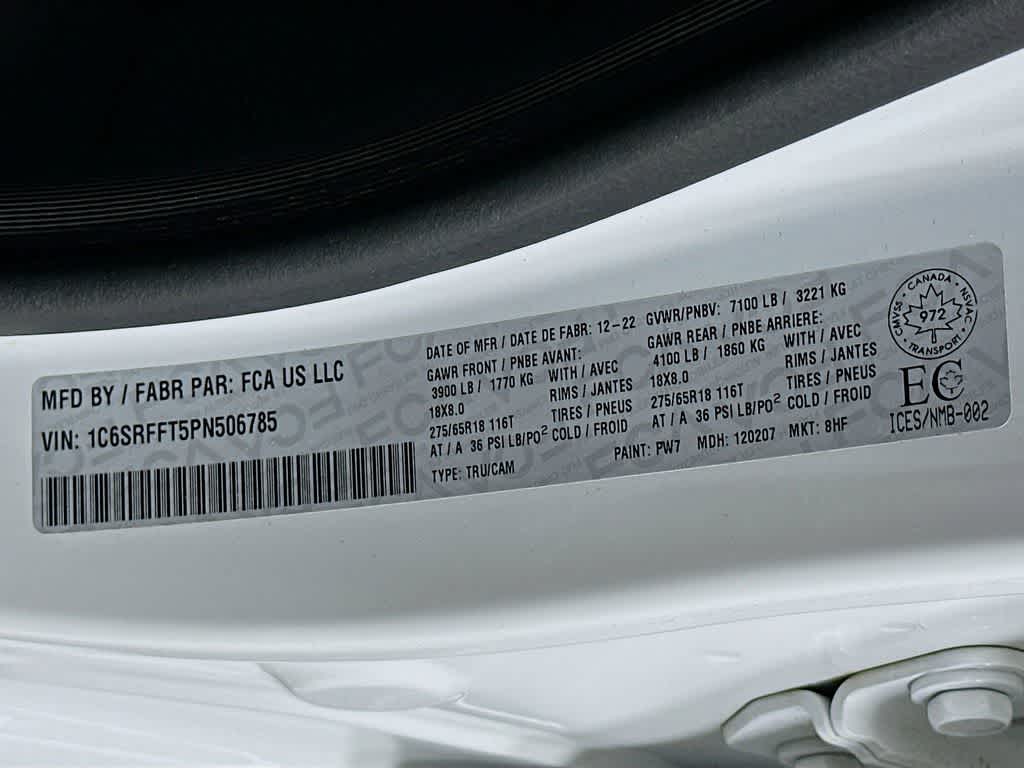 MFD BY / FABR PAR: FCA US LLC
VIN: 1C6SRFFT5PN506785
DATE OF MFR / DATE DE FABR: 12-22 GVWR/PNBV: 7100 LB / 3221 KG
GAWR FRONT / PNBE AVANT:
3900 LB / 1770 KG WITH / AVEC
18X8.0 RIMS / JANTES
275/65R18 116T TIRES / PNEUS
AT / A 36 PSI LB/PO² COLD / FROID
TYPE: TRU/CAM
GAWR REAR / PNBE ARRIERE:
4100 LB / 1860 KG WITH / AVEC
18X8.0 RIMS / JANTES
275/65R18 116T TIRES / PNEUS
AT / A 36 PSI LB/PO² COLD / FROID
PAINT: PW7 MDH: 120207 MKT: 8HF
CANADA
CMVSS NSVAC
972
TRANSPORT
EC
ICES/NMB-002